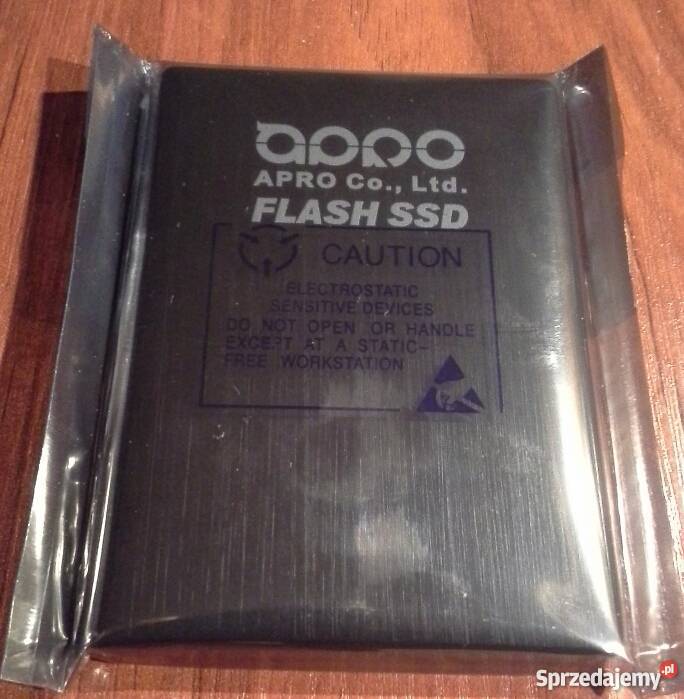 apro
APRO Co., Ltd.
FLASH SSD
CAUTION
ELECTROSTATIC
SENSITIVE DEVICES
DO NOT OPEN OR HANDLE
EXCEPT AT A STATIC-
FREE WORKSTATION
Sprzedajemy.pl